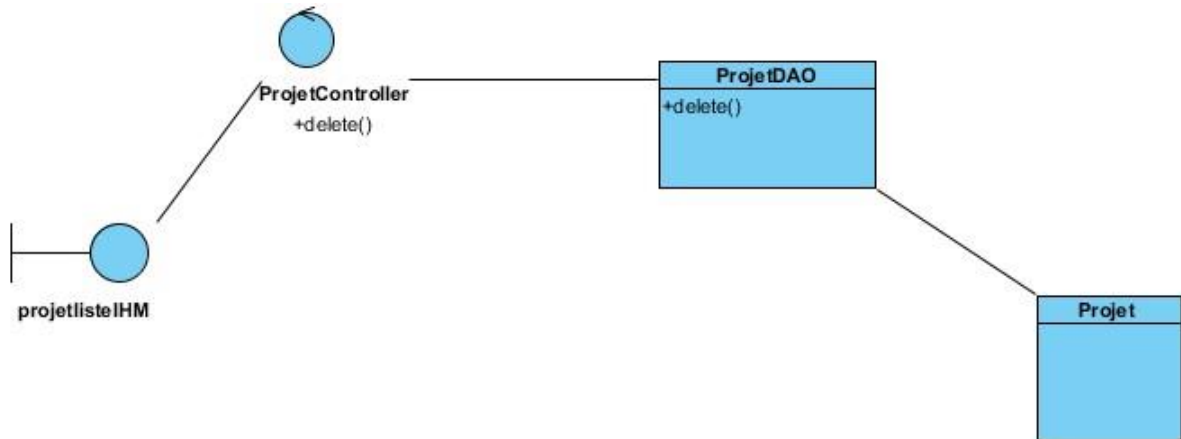 ProjetController
+delete()
ProjetDAO
+delete()
projetlisteIHM
Projet